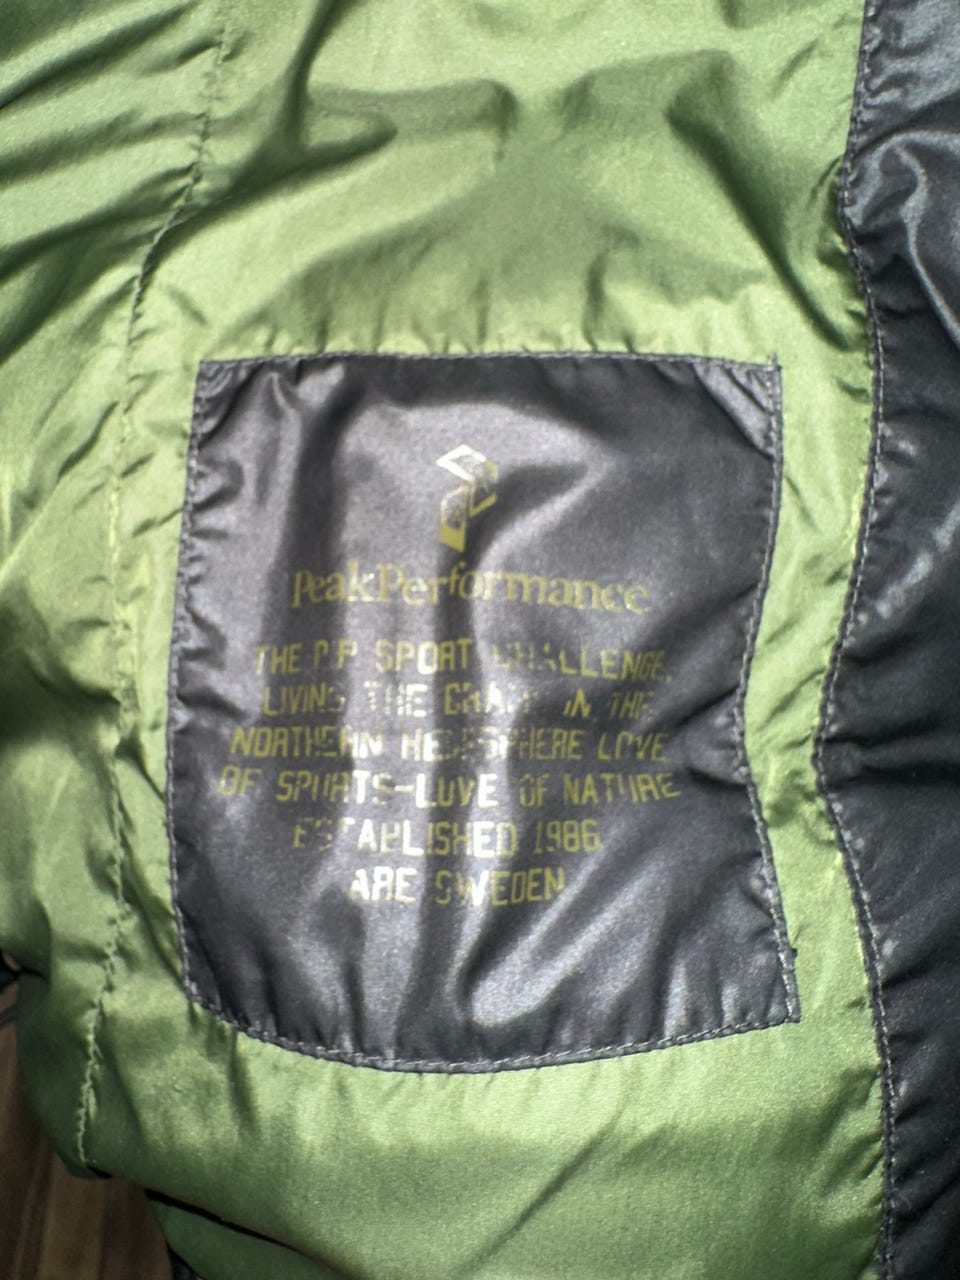 PeakPerformance
THE P.P SPORT CHALLENGE,
LIVING THE CRAFT IN THE
NORTHERN HEMISPHERE LOVE
OF SPORTS-LOVE OF NATURE
ESTABLISHED 1986
ARE SWEDEN